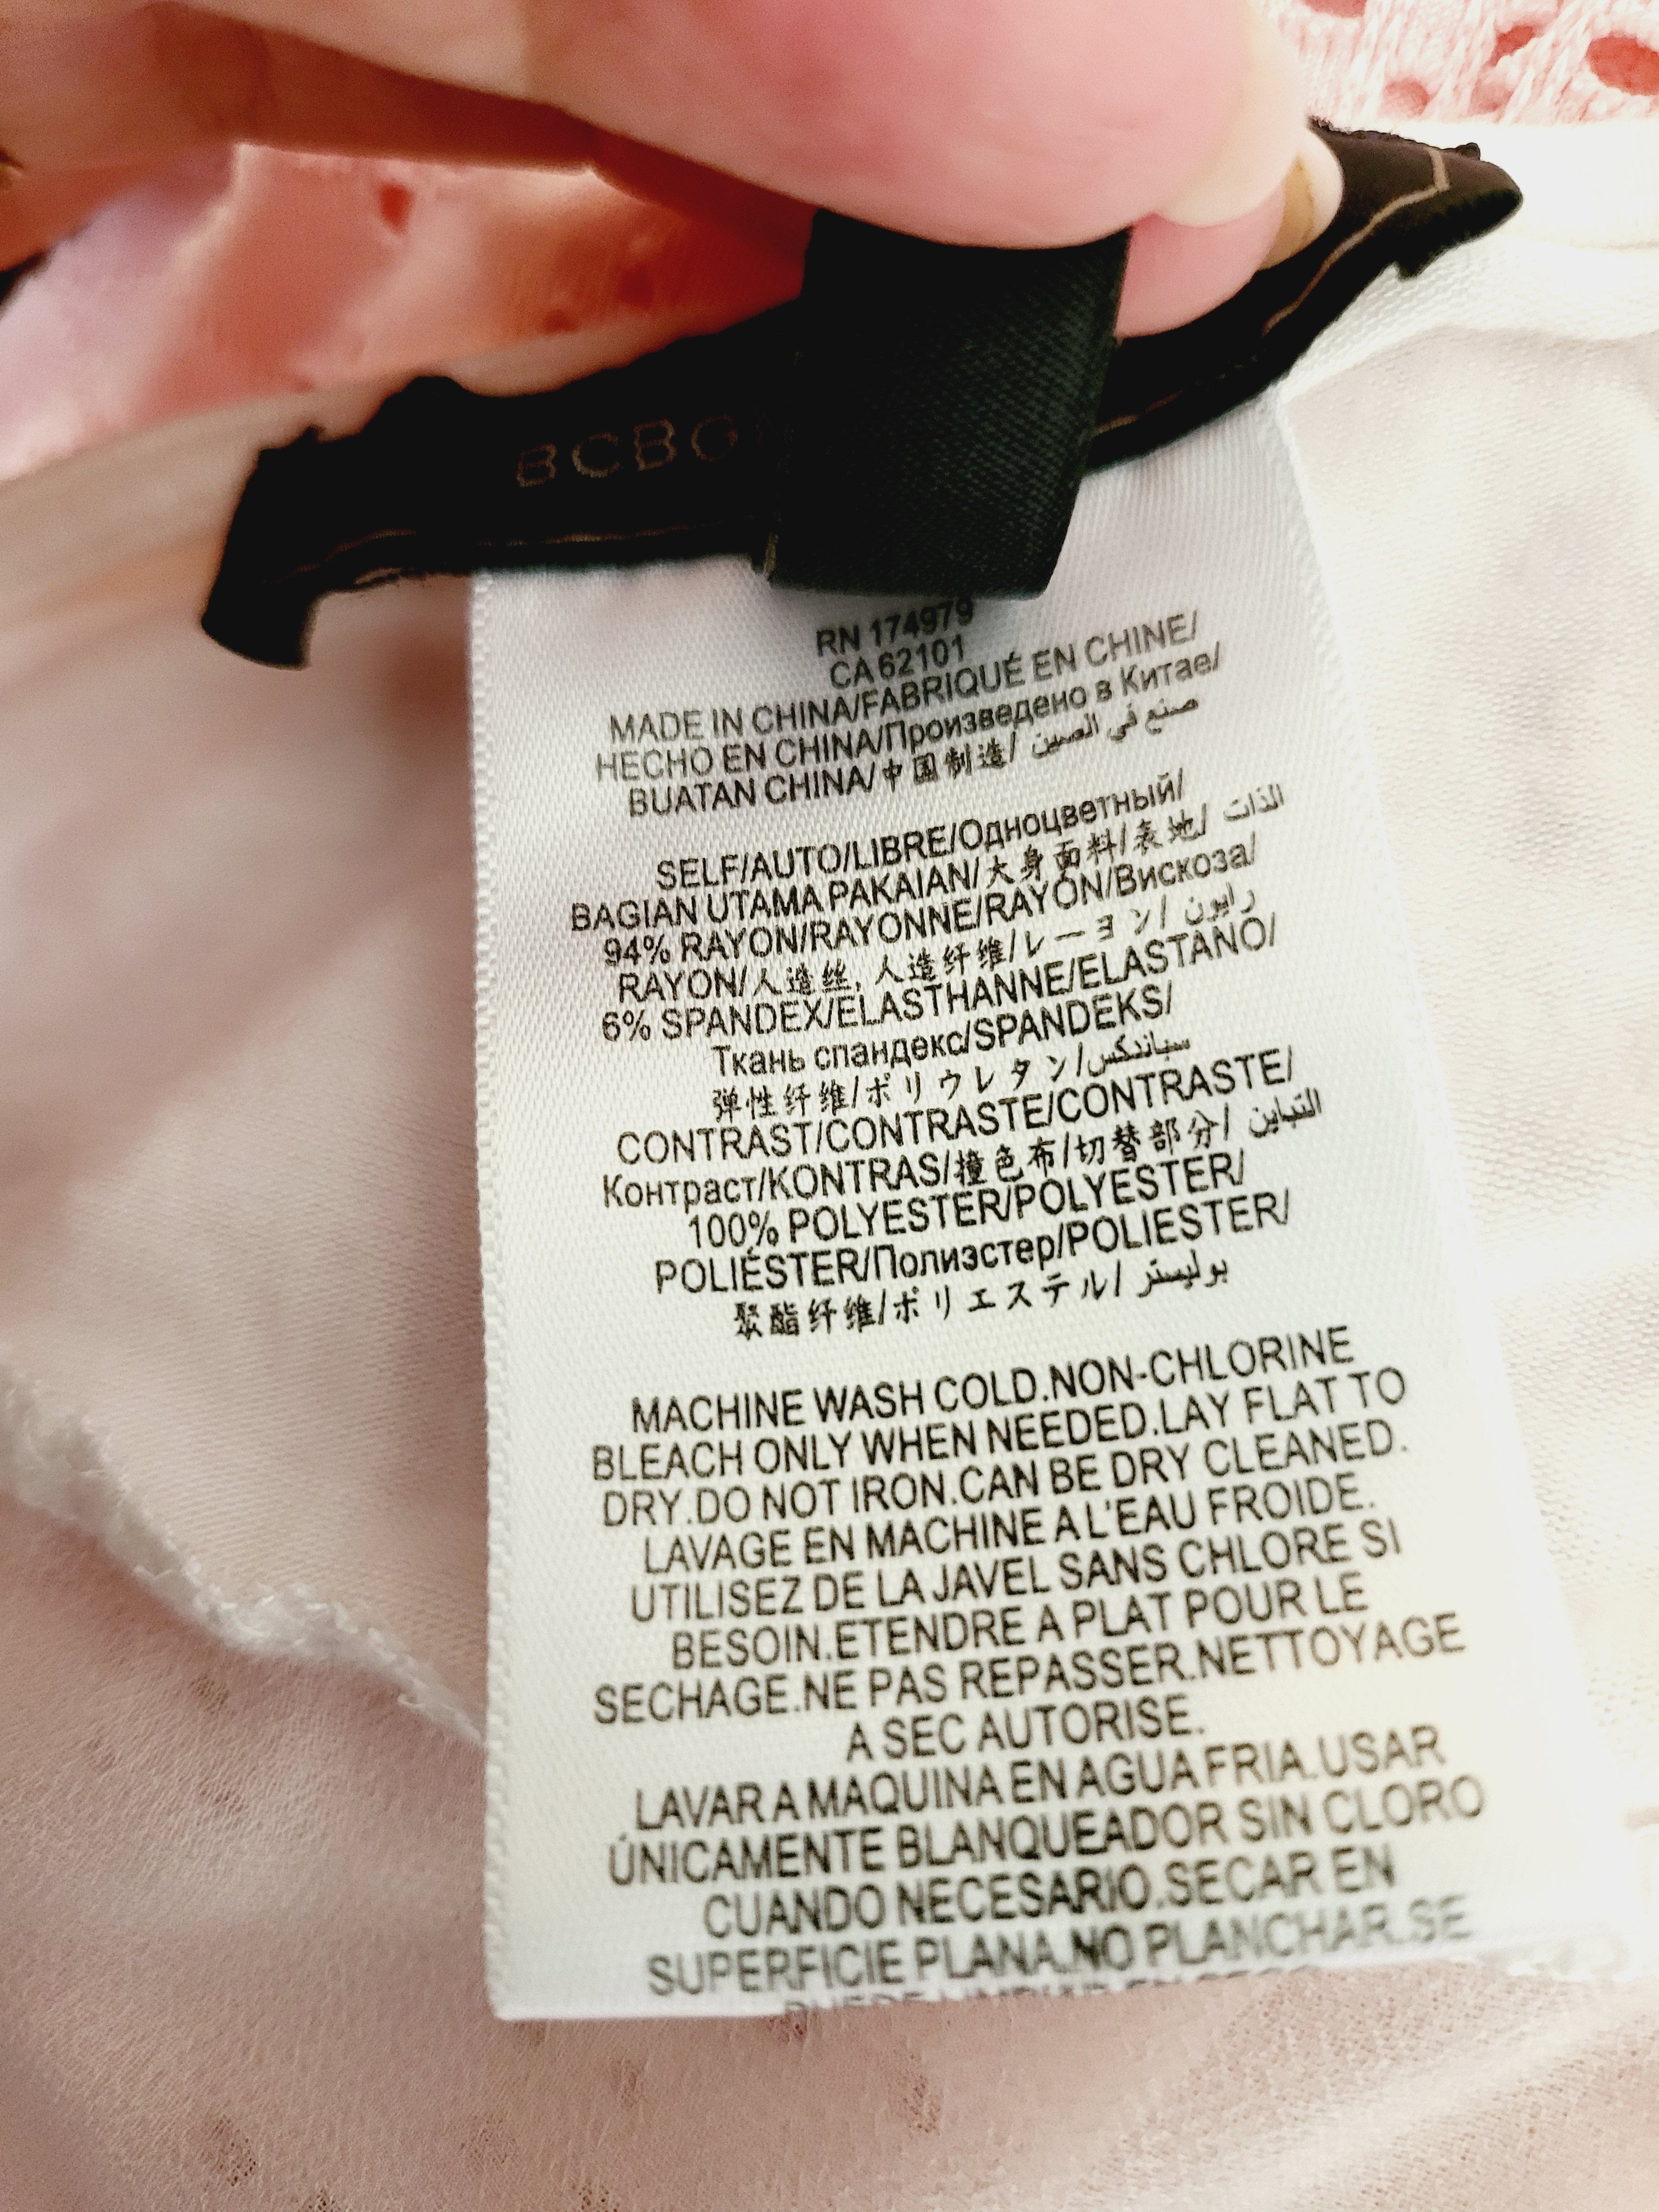 BCBG
RN 174979
CA 62101
MADE IN CHINA/FABRIQUÉ EN CHINE/
HECHO EN CHINA/Произведено в Китае/
BUATAN CHINA/中国制造/ صنع في الصين
SELF/AUTO/LIBRE/Одноцветный/
BAGIAN UTAMA PAKAIAN/大身面料/表地/ الذات
94% RAYON/RAYONNE/RAYÓN/Вискоза/
RAYON/人造丝, 人造纤维/レーヨン/ رايون
6% SPANDEX/ELASTHANNE/ELASTANO/
Ткань спандекс/SPANDEKS/
弹性纤维/ポリウレタン/سباندكس
CONTRAST/CONTRASTE/CONTRASTE/
Контраст/KONTRAS/撞色布/切替部分/ التباين
100% POLYESTER/POLYESTER/
POLIÉSTER/Полиэстер/POLIESTER/
聚酯纤维/ポリエステル/ بوليستر
MACHINE WASH COLD.NON-CHLORINE
BLEACH ONLY WHEN NEEDED.LAY FLAT TO
DRY.DO NOT IRON.CAN BE DRY CLEANED.
LAVAGE EN MACHINE A L'EAU FROIDE.
UTILISEZ DE LA JAVEL SANS CHLORE SI
BESOIN.ETENDRE A PLAT POUR LE
SECHAGE.NE PAS REPASSER.NETTOYAGE
A SEC AUTORISE.
LAVAR A MAQUINA EN AGUA FRIA.USAR
ÚNICAMENTE BLANQUEADOR SIN CLORO
CUANDO NECESARIO.SECAR EN
SUPERFICIE PLANA.NO PLANCHAR.SE